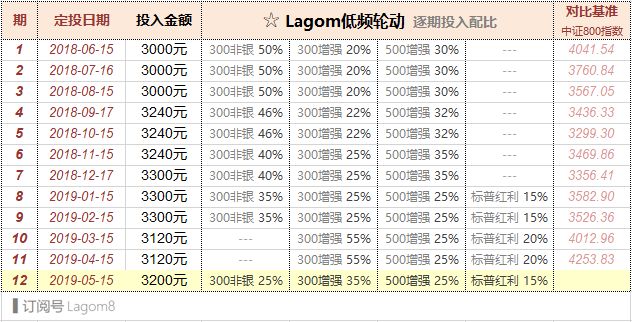 期 定投日期 投入金额 ☆ Lagom低频轮动 逐期投入配比 对比基准
中证800指数
1 2018-06-15 3000元 300非银 50% 300增强 20% 500增强 30% --- 4041.54
2 2018-07-16 3000元 300非银 50% 300增强 20% 500增强 30% --- 3760.84
3 2018-08-15 3000元 300非银 50% 300增强 20% 500增强 30% --- 3567.05
4 2018-09-17 3240元 300非银 46% 300增强 22% 500增强 32% --- 3436.33
5 2018-10-15 3240元 300非银 46% 300增强 22% 500增强 32% --- 3299.30
6 2018-11-15 3240元 300非银 40% 300增强 25% 500增强 35% --- 3469.86
7 2018-12-17 3300元 300非银 40% 300增强 25% 500增强 35% --- 3356.41
8 2019-01-15 3300元 300非银 35% 300增强 25% 500增强 25% 标普红利 15% 3582.90
9 2019-02-15 3300元 300非银 35% 300增强 25% 500增强 25% 标普红利 15% 3526.36
10 2019-03-15 3120元 --- 300增强 55% 500增强 25% 标普红利 20% 4012.96
11 2019-04-15 3120元 --- 300增强 55% 500增强 25% 标普红利 20% 4253.83
12 2019-05-15 3200元 300非银 25% 300增强 35% 500增强 25% 标普红利 15%
订阅号 Lagom8